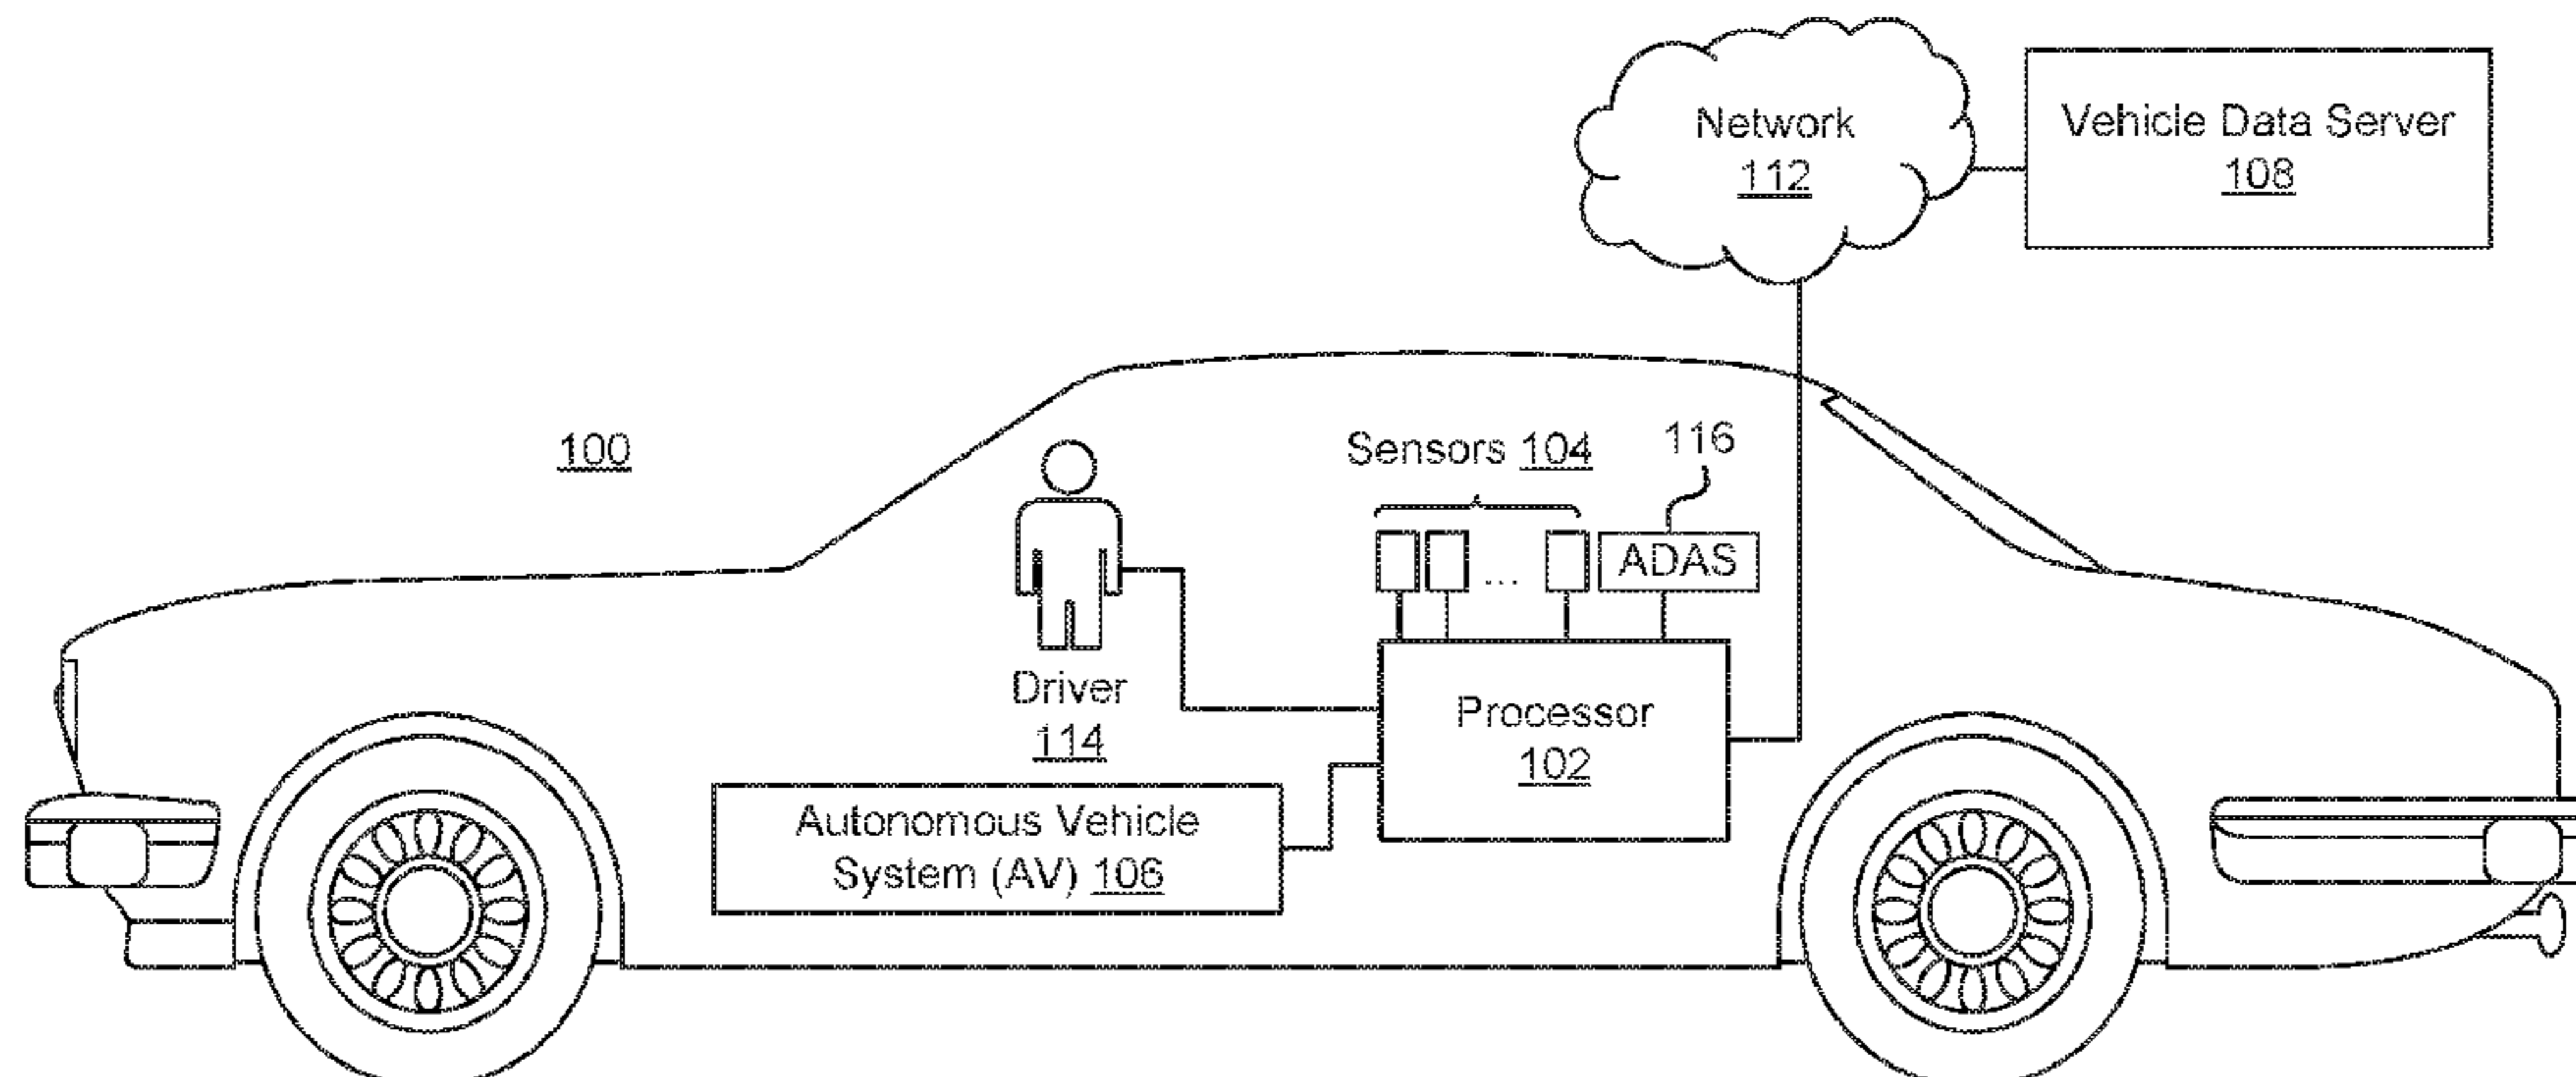 Network
112
Vehicle Data Server
108
100
Sensors 104
116
...
ADAS
Driver
114
Processor
102
Autonomous Vehicle
System (AV) 106